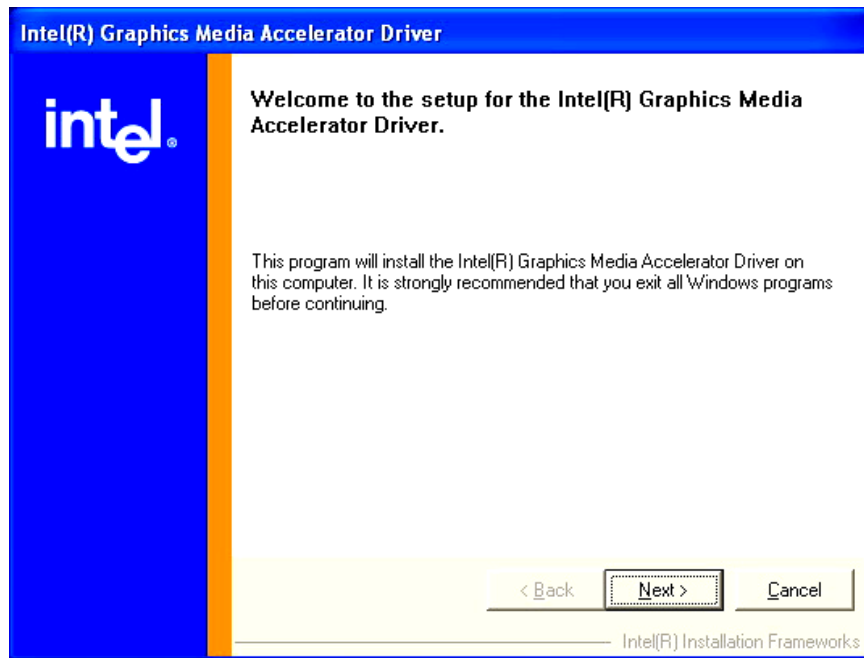 Intel(R) Graphics Media Accelerator Driver
intel®
Welcome to the setup for the Intel(R) Graphics Media
Accelerator Driver.
This program will install the Intel(R) Graphics Media Accelerator Driver on
this computer. It is strongly recommended that you exit all Windows programs
before continuing.
< Back
Next >
Cancel
Intel(R) Installation Frameworks